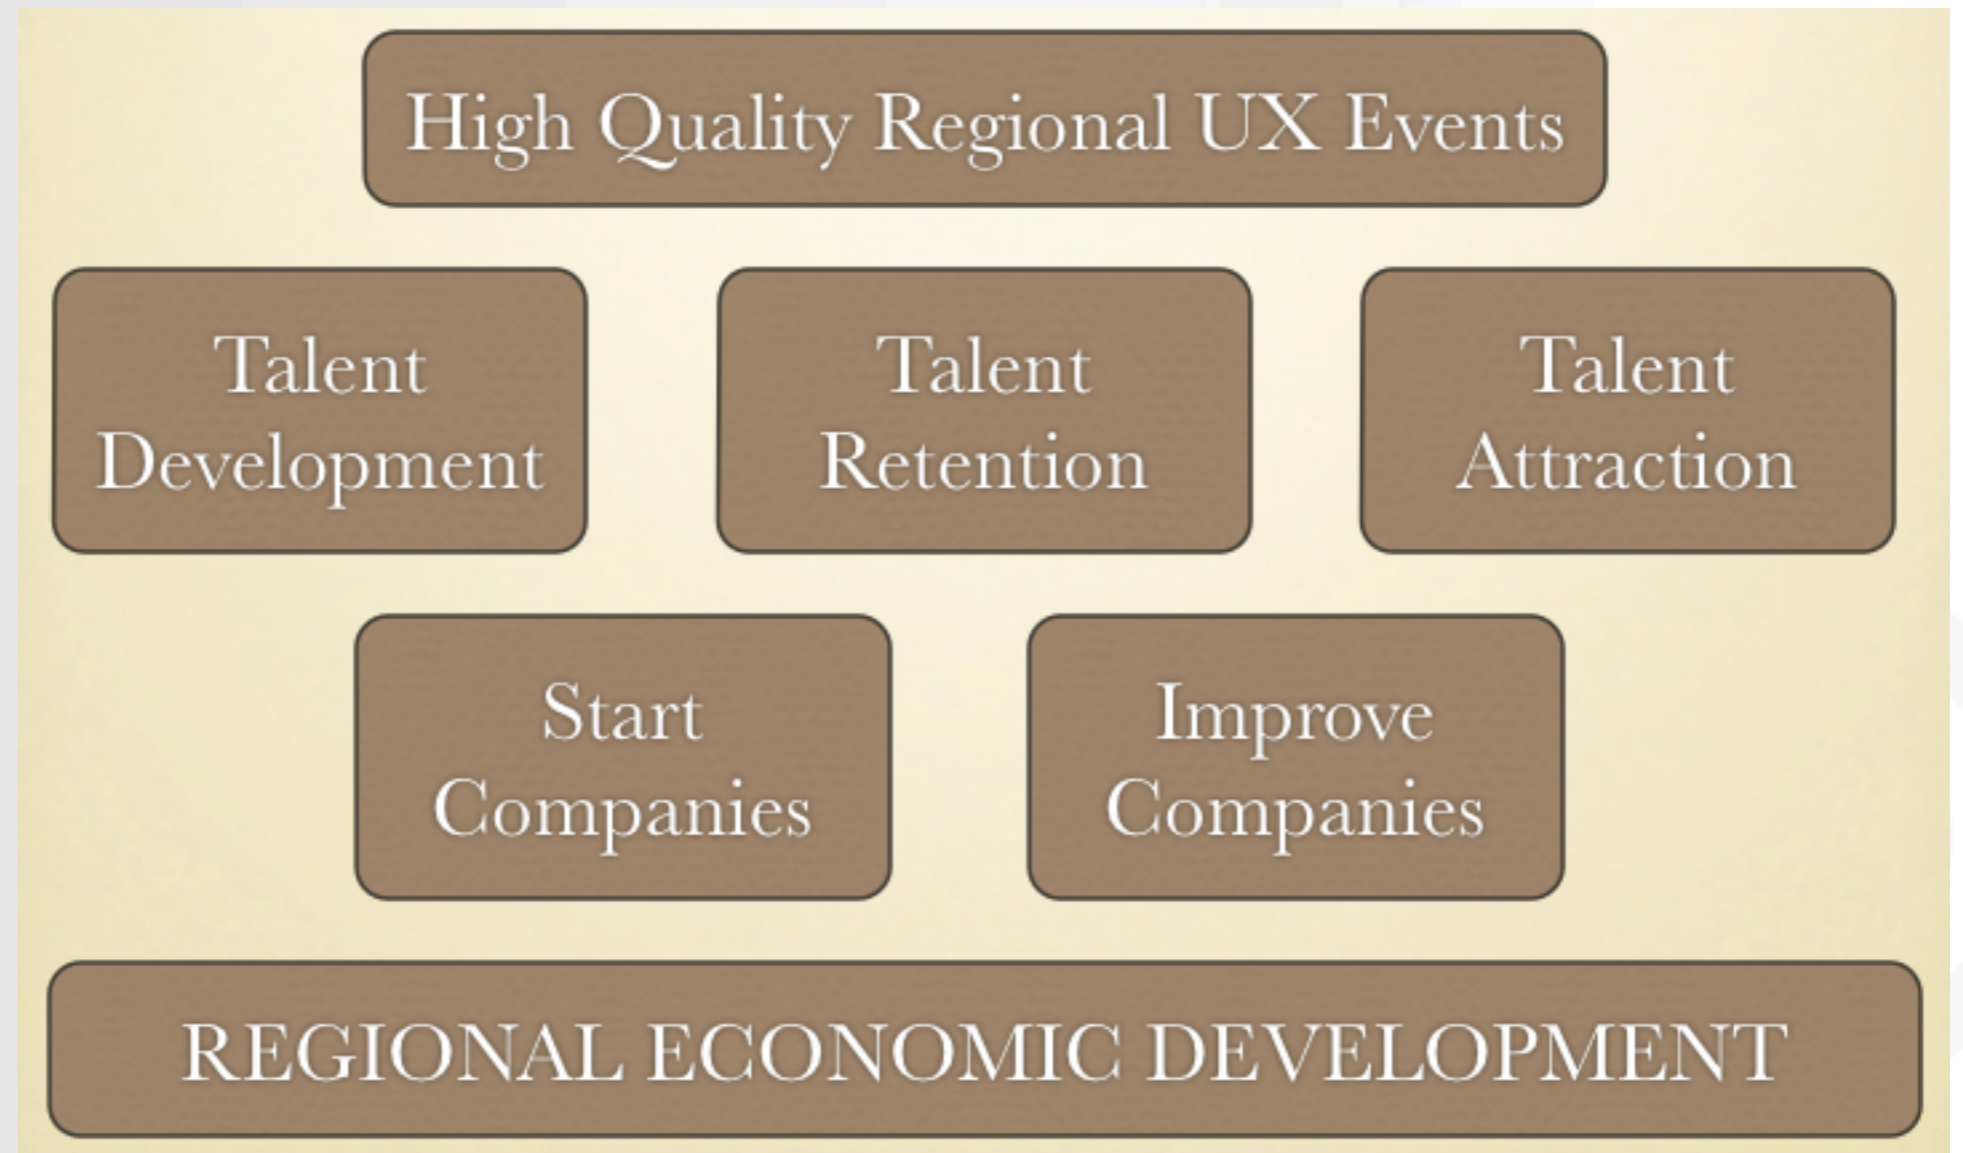 High Quality Regional UX Events
Talent
Development
Talent
Retention
Talent
Attraction
Start
Companies
Improve
Companies
REGIONAL ECONOMIC DEVELOPMENT